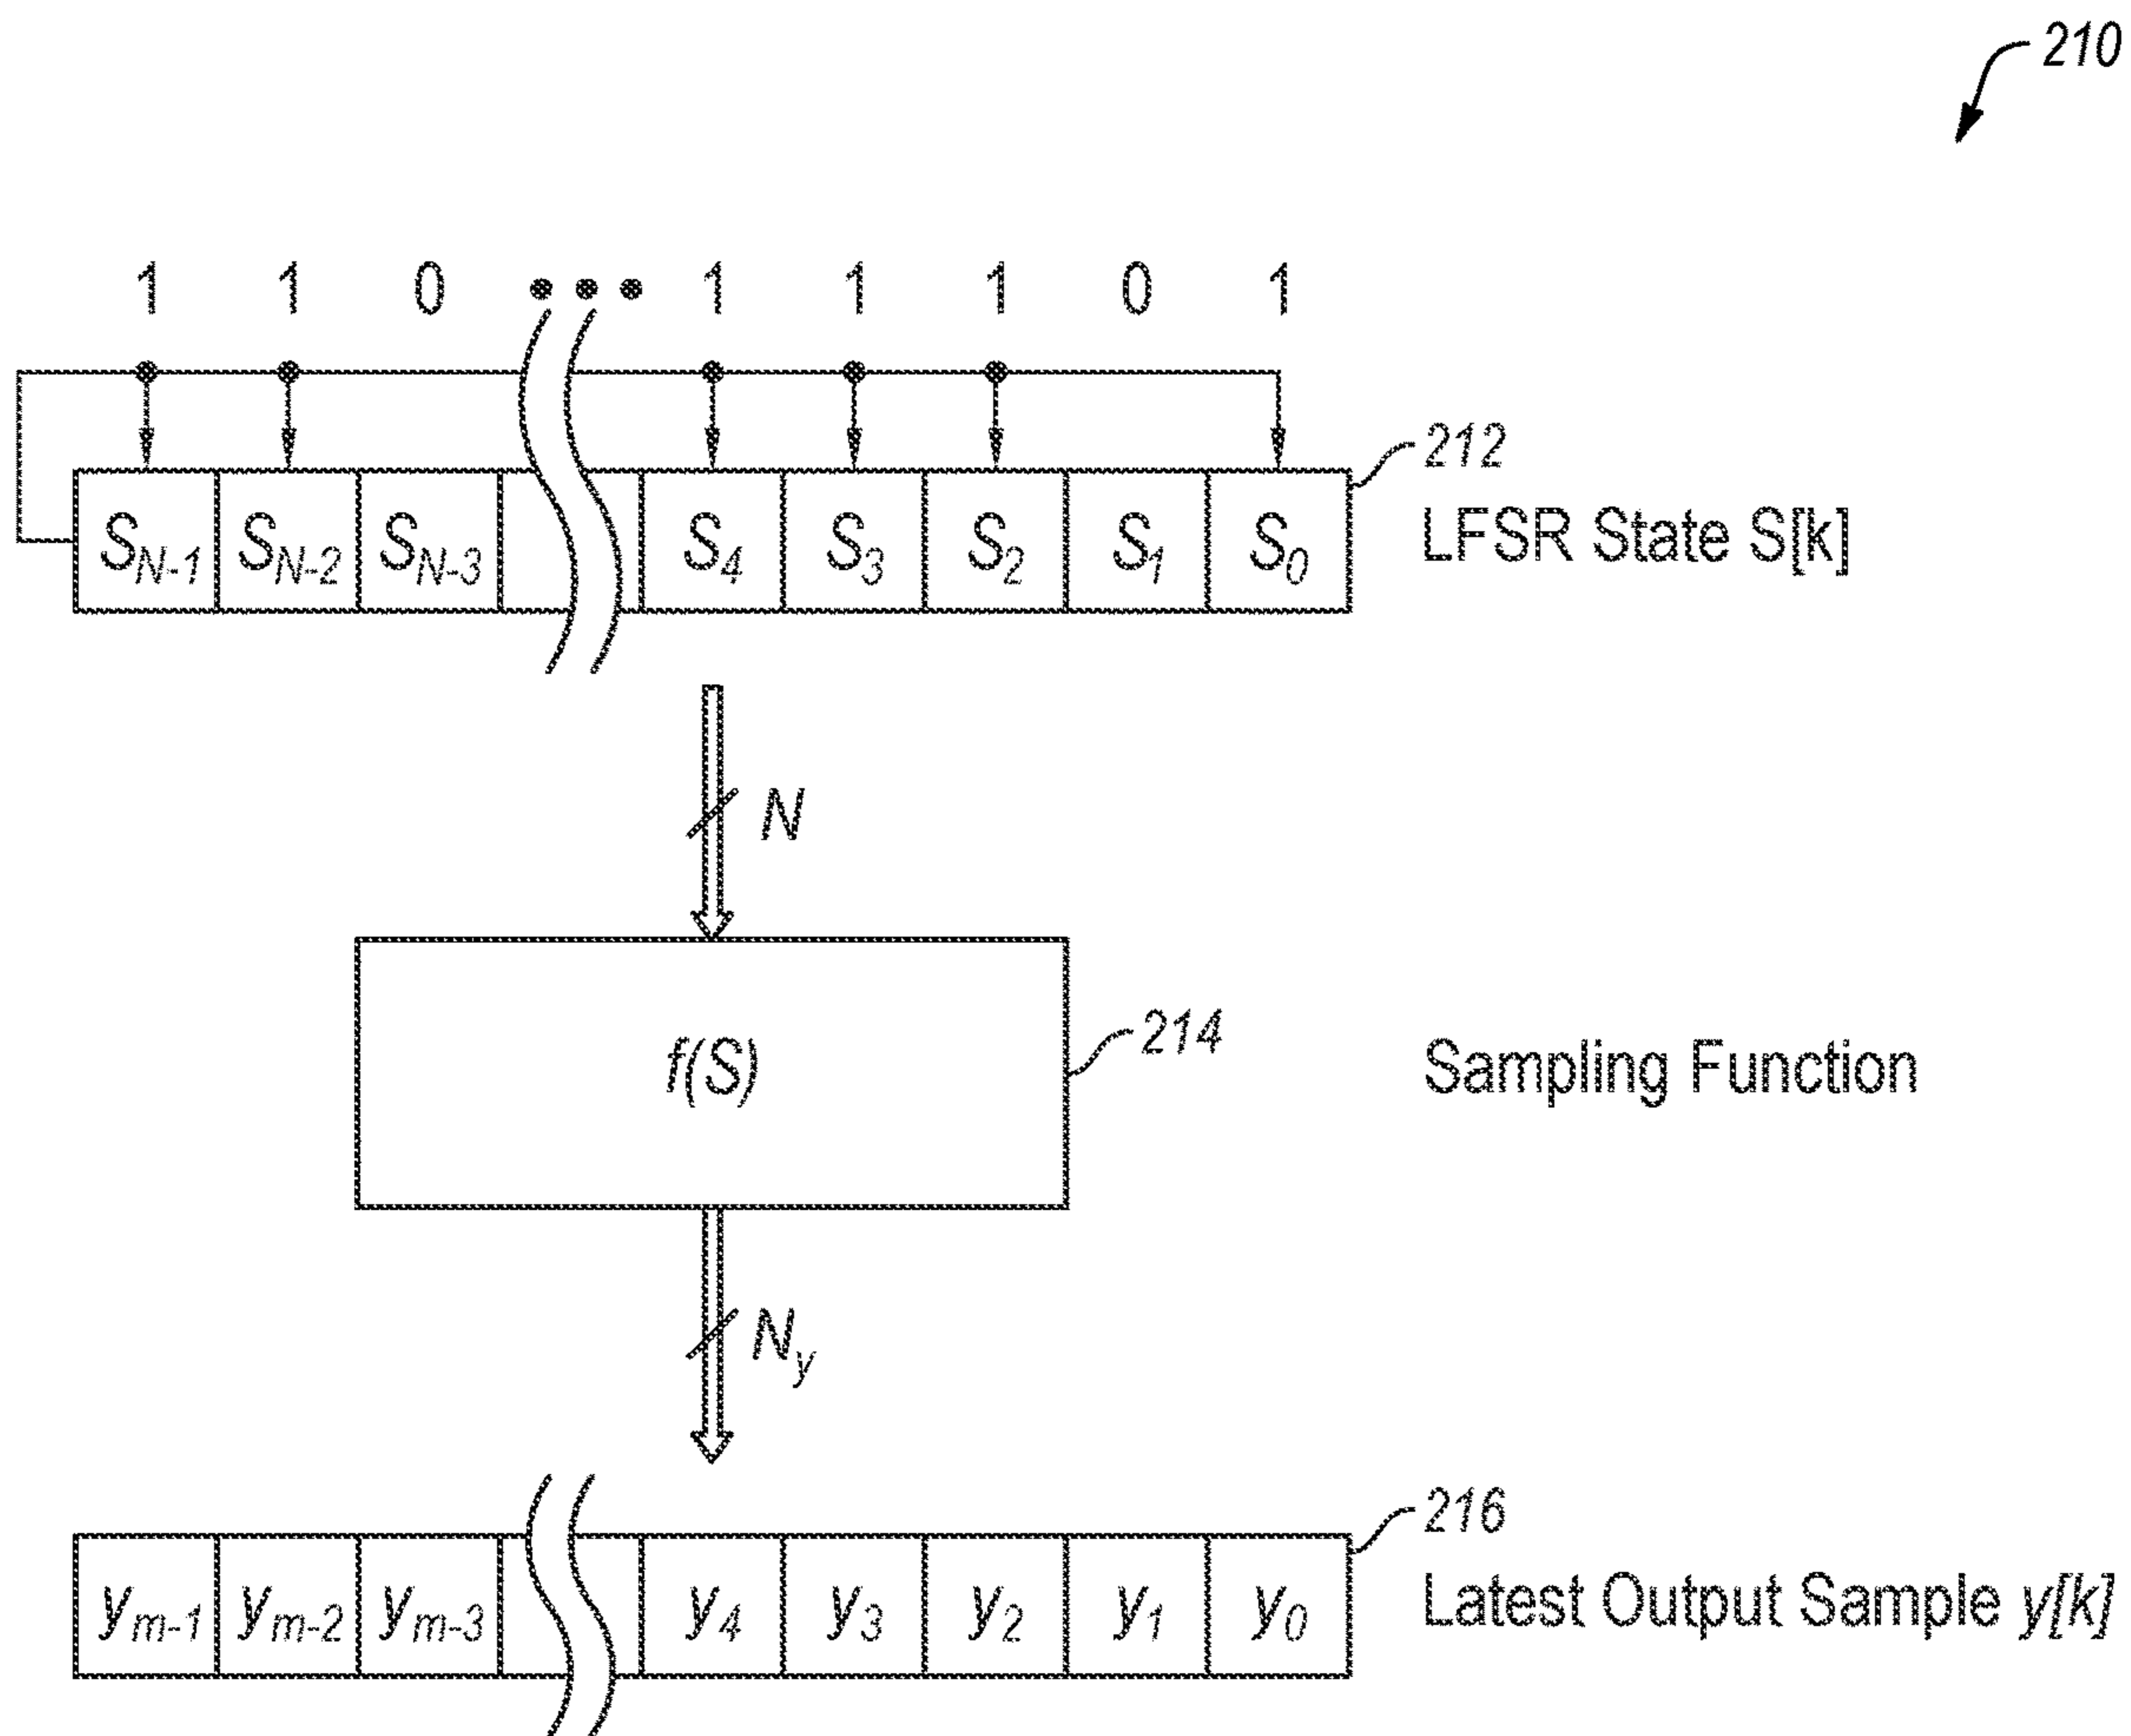 210
1 1 0 ••• 1 1 1 0 1
S_{N-1} S_{N-2} S_{N-3} S_4 S_3 S_2 S_1 S_0
212
LFSR State S[k]
N
f(S)
214
Sampling Function
N_y
216
y_{m-1} y_{m-2} y_{m-3} y_4 y_3 y_2 y_1 y_0
Latest Output Sample y[k]